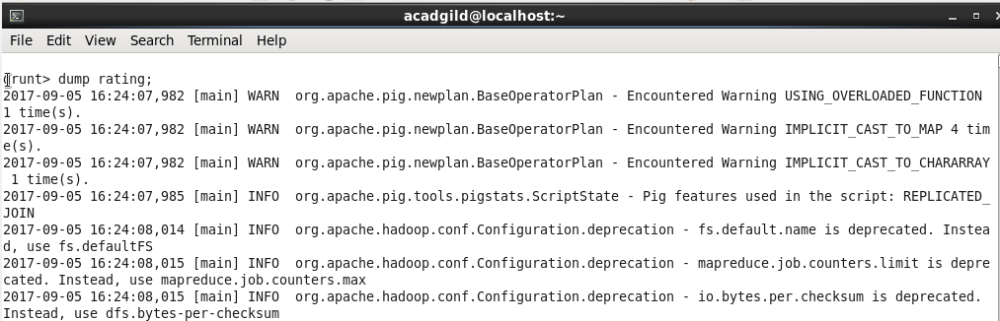 acadgild@localhost:~
File Edit View Search Terminal Help
grunt> dump rating;
2017-09-05 16:24:07,982 [main] WARN  org.apache.pig.newplan.BaseOperatorPlan - Encountered Warning USING_OVERLOADED_FUNCTION
1 time(s).
2017-09-05 16:24:07,982 [main] WARN  org.apache.pig.newplan.BaseOperatorPlan - Encountered Warning IMPLICIT_CAST_TO_MAP 4 tim
e(s).
2017-09-05 16:24:07,982 [main] WARN  org.apache.pig.newplan.BaseOperatorPlan - Encountered Warning IMPLICIT_CAST_TO_CHARARRAY
 1 time(s).
2017-09-05 16:24:07,985 [main] INFO  org.apache.pig.tools.pigstats.ScriptState - Pig features used in the script: REPLICATED_
JOIN
2017-09-05 16:24:08,014 [main] INFO  org.apache.hadoop.conf.Configuration.deprecation - fs.default.name is deprecated. Instea
d, use fs.defaultFS
2017-09-05 16:24:08,015 [main] INFO  org.apache.hadoop.conf.Configuration.deprecation - mapreduce.job.counters.limit is depre
cated. Instead, use mapreduce.job.counters.max
2017-09-05 16:24:08,015 [main] INFO  org.apache.hadoop.conf.Configuration.deprecation - io.bytes.per.checksum is deprecated.
Instead, use dfs.bytes-per-checksum